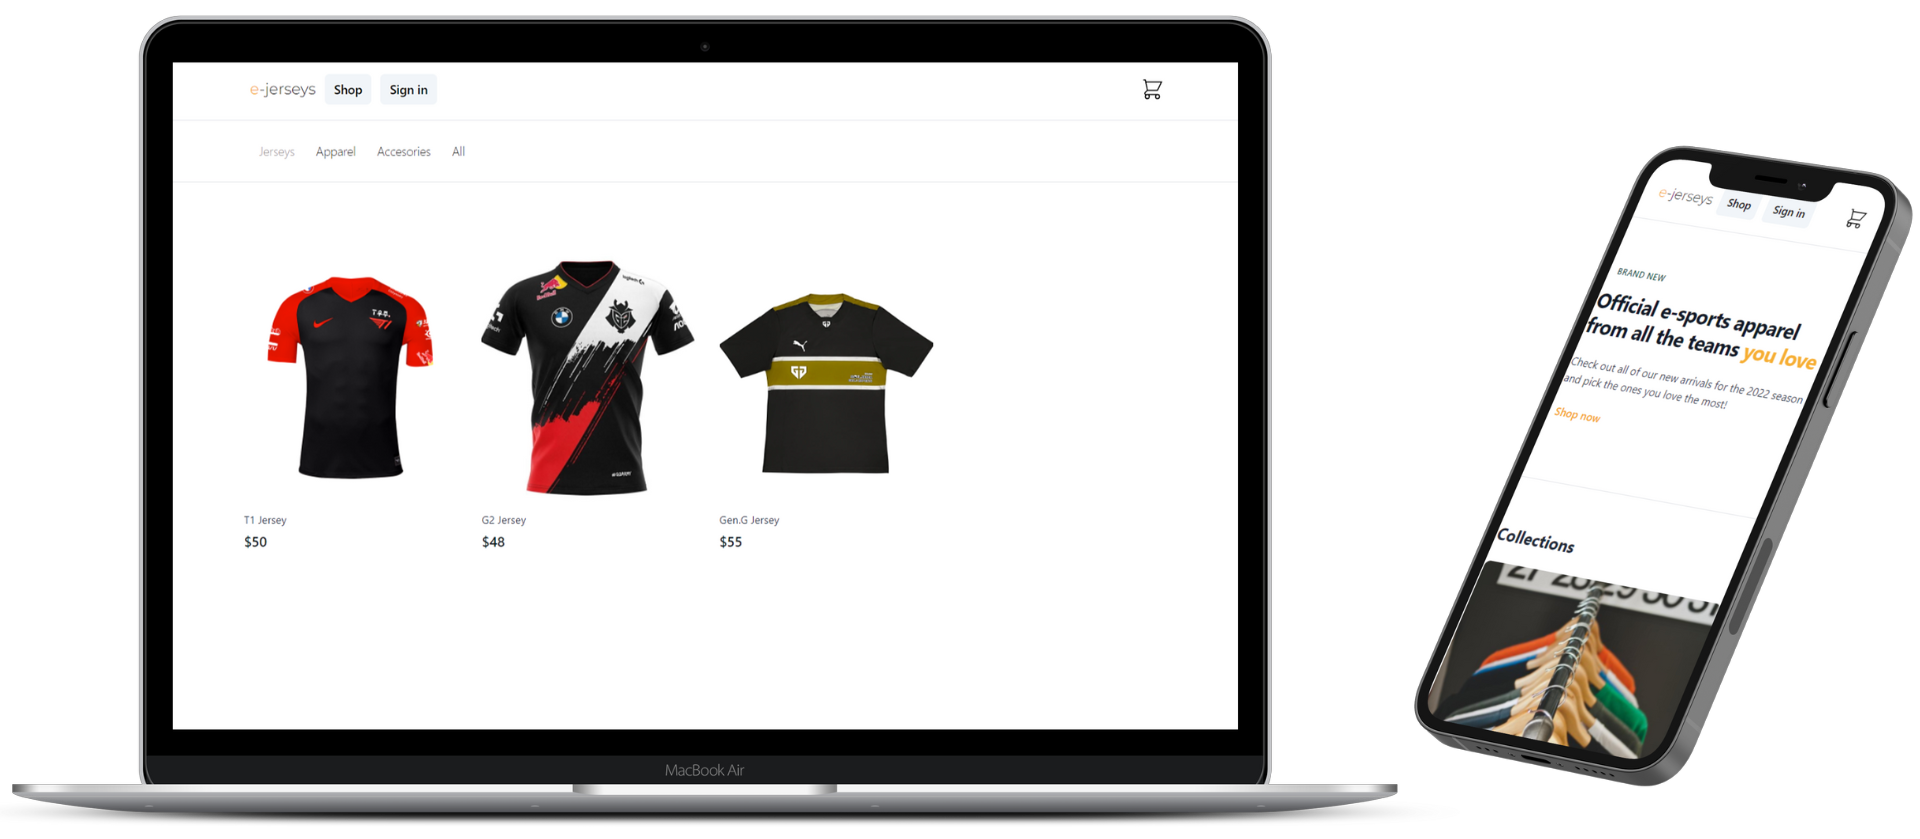 e-jerseys Shop Sign in
Jerseys Apparel Accesories All
T1 Jersey
$50
G2 Jersey
$48
Gen.G Jersey
$55
MacBook Air
e-jerseys Shop Sign in
BRAND NEW
Official e-sports apparel
from all the teams you love
Check out all of our new arrivals for the 2022 season
and pick the ones you love the most!
Shop now
Collections